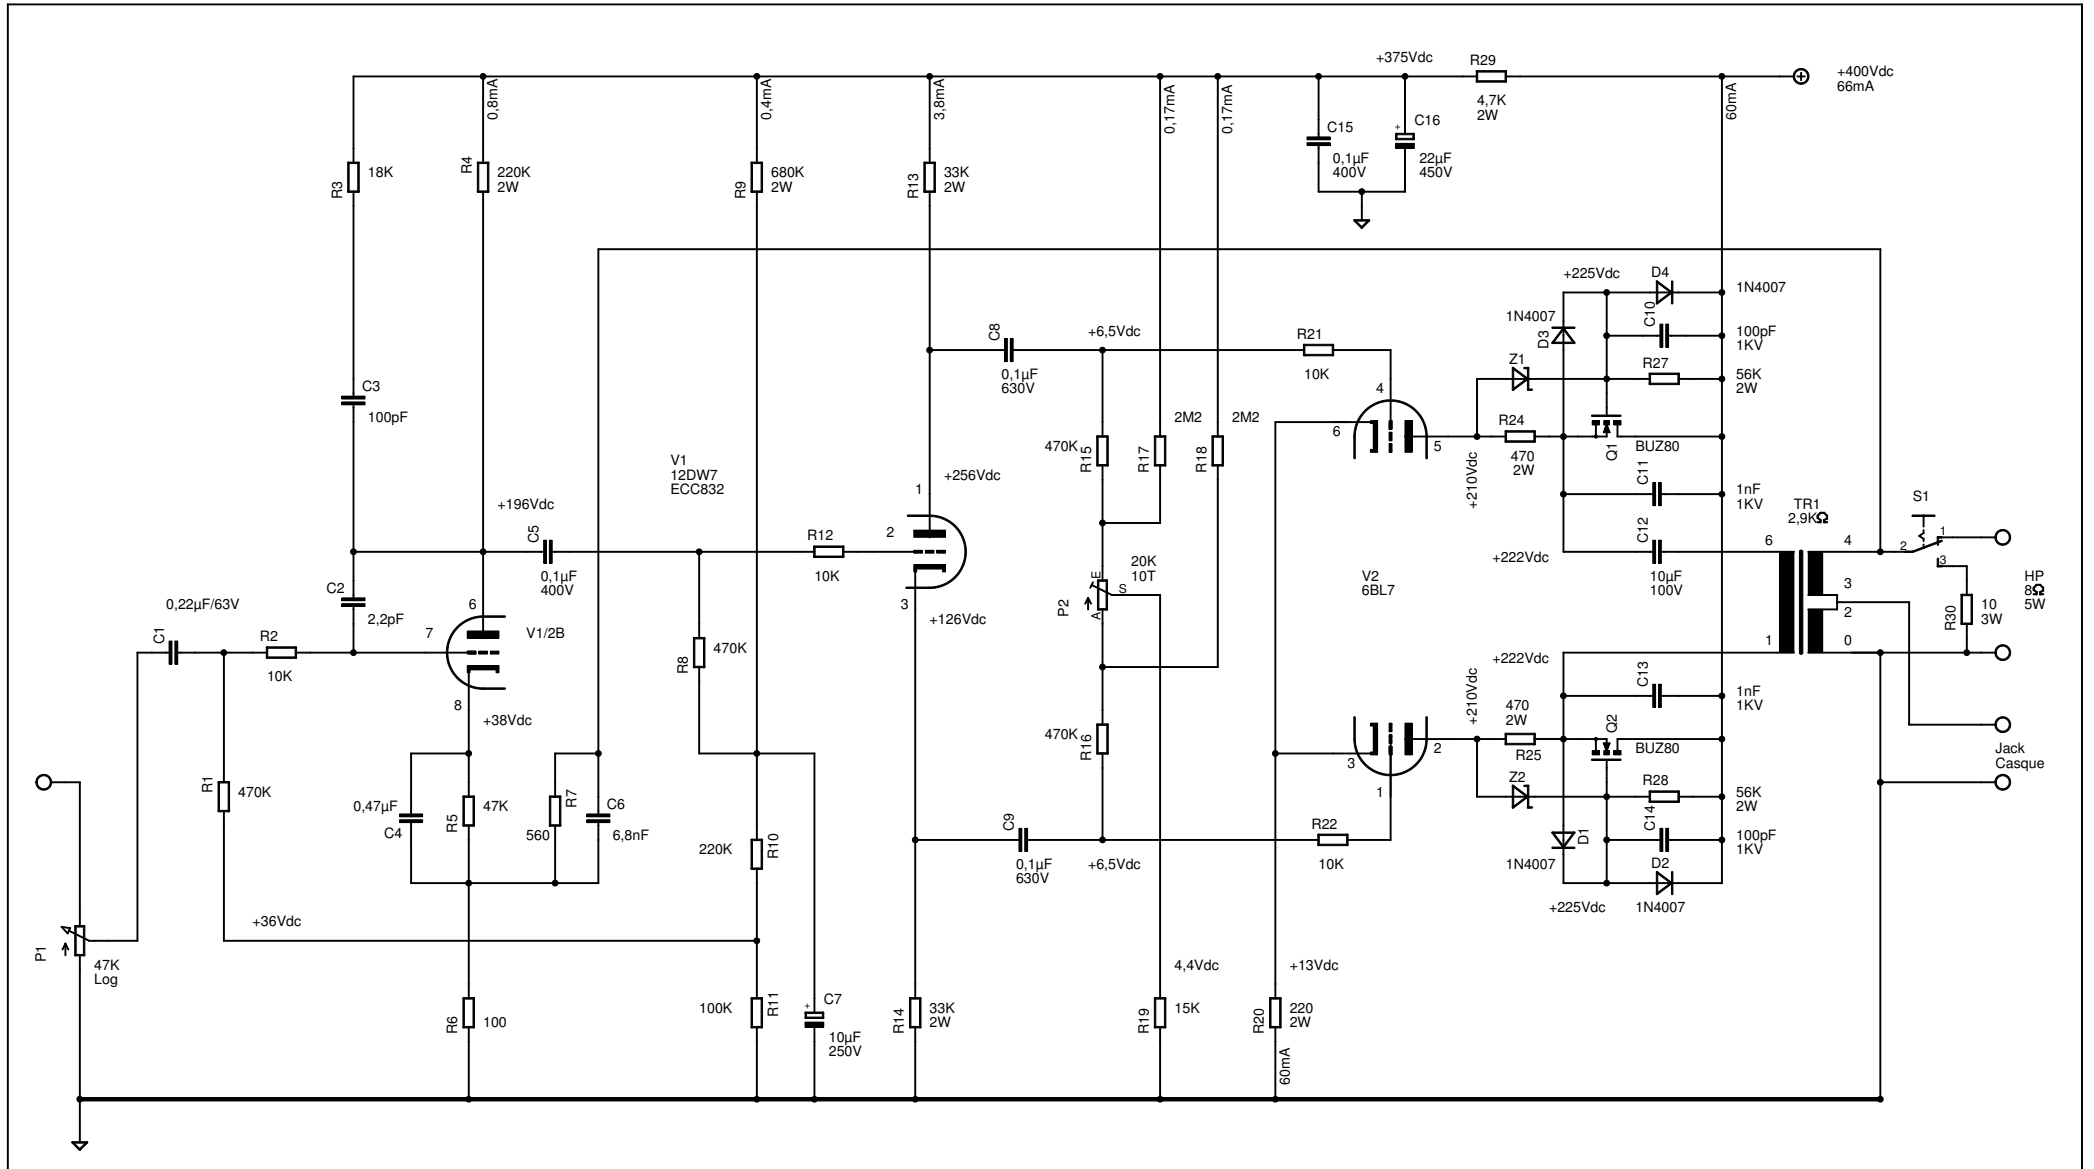 +375Vdc
R29
4,7K
2W
+400Vdc
66mA
0,8mA
0,4mA
3,8mA
0,17mA
0,17mA
60mA
R3
18K
R4
220K
2W
R9
680K
2W
R13
33K
2W
C15
0,1µF
400V
+
C16
22µF
450V
+225Vdc
D4
1N4007
1N4007
D3
C10
100pF
1KV
C8
0,1µF
630V
+6,5Vdc
R21
10K
Z1
R27
56K
2W
C3
100pF
4
6
5
R24
470
2W
Q1
BUZ80
V1
12DW7
ECC832
470K
R15
2M2
R17
2M2
R18
+210Vdc
C11
1nF
1KV
+256Vdc
1
+196Vdc
C5
0,1µF
400V
R12
10K
2
3
+126Vdc
C12
10µF
100V
+222Vdc
TR1
2,9KΩ
S1
6
4
3
2
1
0
1
2
3
HP
8Ω
5W
R30
10
3W
V2
6BL7
20K
10T
E
S
A
P2
C2
2,2pF
0,22µF/63V
C1
R2
10K
6
7
V1/2B
8
+38Vdc
R8
470K
+222Vdc
+210Vdc
C13
1nF
1KV
470
2W
R25
Q2
BUZ80
470K
R16
3
2
1
Z2
R28
56K
2W
Jack
Casque
R1
470K
0,47µF
C4
R5
47K
R7
560
C6
6,8nF
220K
R10
C9
0,1µF
630V
+6,5Vdc
R22
10K
D1
1N4007
C14
100pF
1KV
D2
1N4007
+225Vdc
+36Vdc
P1
47K
Log
R6
100
100K
R11
+
C7
10µF
250V
R14
33K
2W
4,4Vdc
R19
15K
+13Vdc
R20
220
2W
60mA